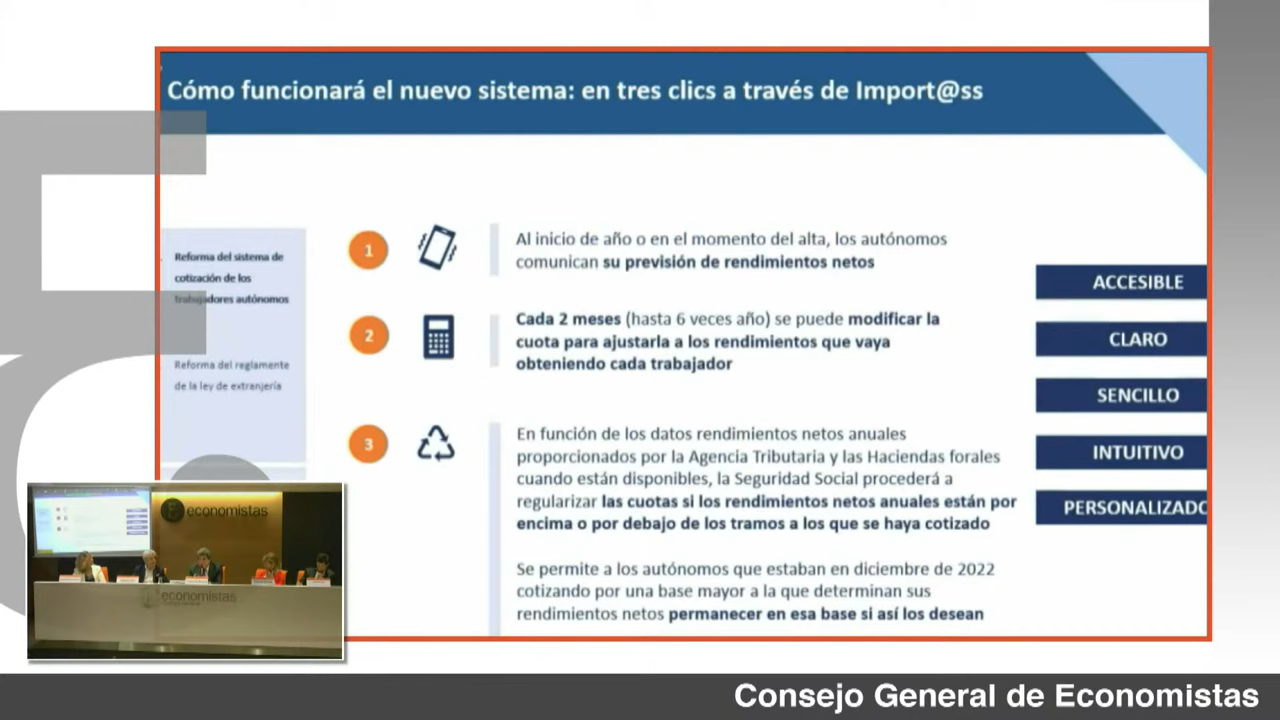 Cómo funcionará el nuevo sistema: en tres clics a través de Import@ss
Reforma del sistema de
cotización de los
trabajadores autónomos
Reforma del reglamento
de la ley de extranjería
1
Al inicio de año o en el momento del alta, los autónomos
comunican su previsión de rendimientos netos
2
Cada 2 meses (hasta 6 veces año) se puede modificar la
cuota para ajustarla a los rendimientos que vaya
obteniendo cada trabajador
3
En función de los datos rendimientos netos anuales
proporcionados por la Agencia Tributaria y las Haciendas forales
cuando están disponibles, la Seguridad Social procederá a
regularizar las cuotas si los rendimientos netos anuales están por
encima o por debajo de los tramos a los que se haya cotizado
Se permite a los autónomos que estaban en diciembre de 2022
cotizando por una base mayor a la que determinan sus
rendimientos netos permanecer en esa base si así los desean
ACCESIBLE
CLARO
SENCILLO
INTUITIVO
PERSONALIZADO
economistas
economistas
Consejo General de Economistas